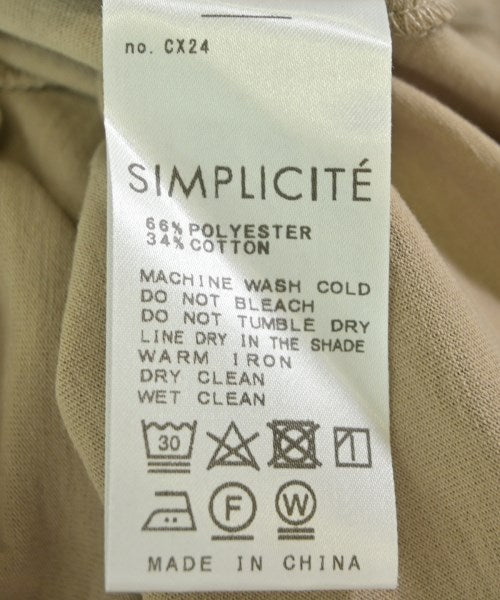 no. CX24
SIMPLICITÉ
66% POLYESTER
34% COTTON
MACHINE WASH COLD
DO NOT BLEACH
DO NOT TUMBLE DRY
LINE DRY IN THE SHADE
WARM IRON
DRY CLEAN
WET CLEAN
30
F W
MADE IN CHINA